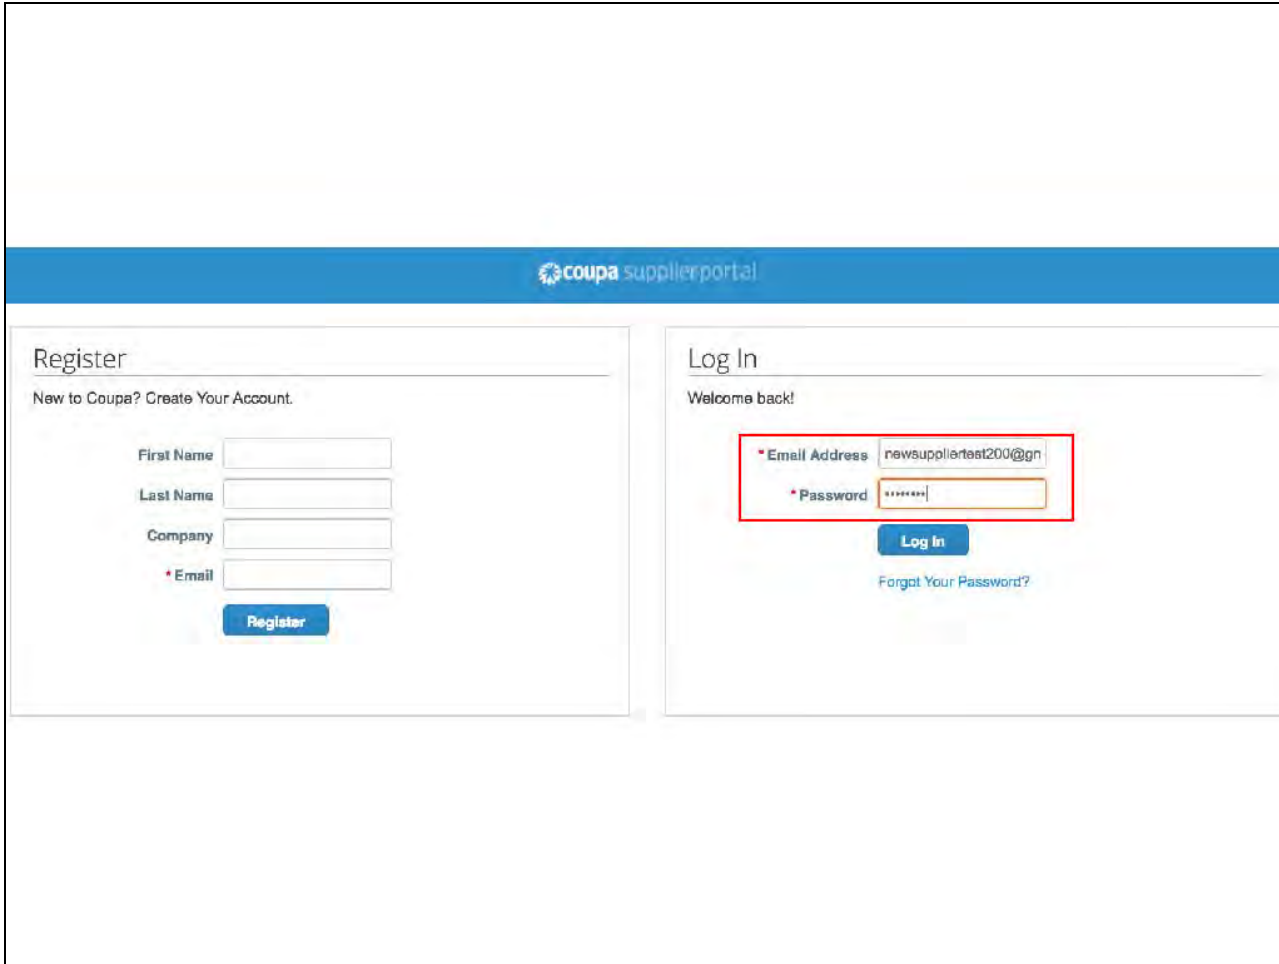 coupa supplierportal
Register
New to Coupa? Create Your Account.
First Name
Last Name
Company
* Email
Register
Log In
Welcome back!
* Email Address newsuppliertest200@gm
* Password ••••••••
Log In
Forgot Your Password?